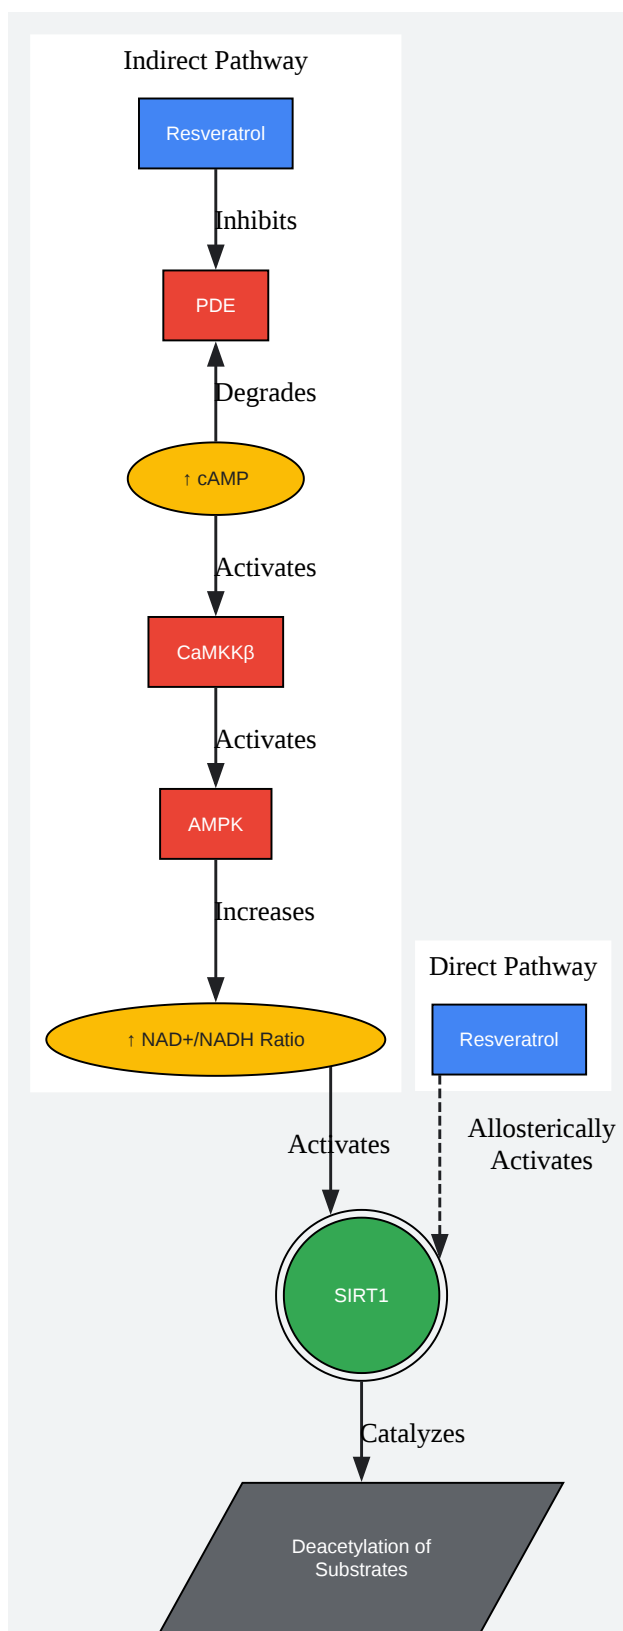 Indirect Pathway
Resveratrol
Inhibits
PDE
Degrades
↑ cAMP
Activates
CaMKKβ
Activates
AMPK
Increases
↑ NAD+/NADH Ratio
Direct Pathway
Resveratrol
Activates
Allosterically
Activates
SIRT1
Catalyzes
Deacetylation of
Substrates